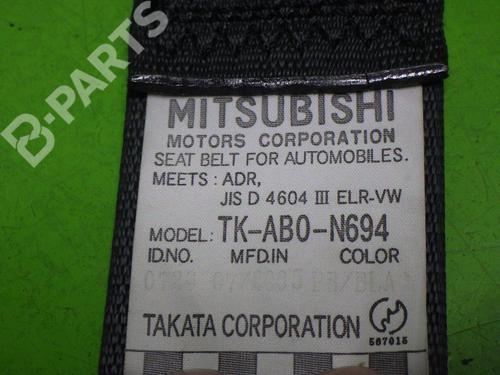 B-PARTS
MITSUBISHI
MOTORS CORPORATION
SEAT BELT FOR AUTOMOBILES.
MEETS: ADR,
JIS D 4604 III ELR-VW
MODEL: TK-AB0-N694
ID.NO. MFD.IN COLOR
TAKATA CORPORATION
567015